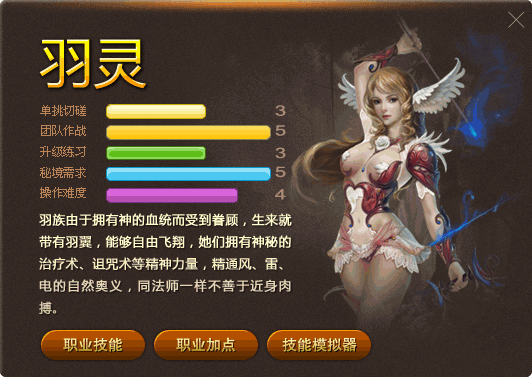 羽灵
单挑切磋 3
团队作战 5
升级练习 3
秘境需求 5
操作难度 4
羽族由于拥有神的血统而受到眷顾，生来就
带有羽翼，能够自由飞翔，她们拥有神秘的
治疗术、诅咒术等精神力量，精通风、雷、
电的自然奥义，同法师一样不善于近身肉
搏。
职业技能 职业加点 技能模拟器